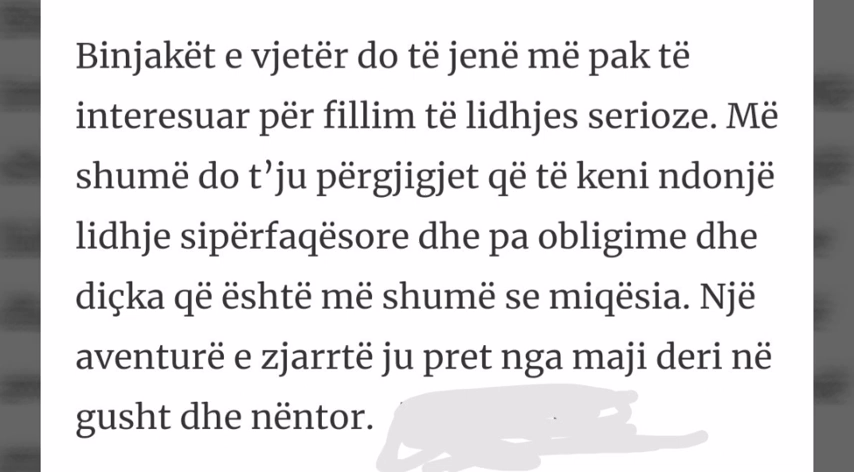 Binjakët e vjetër do të jenë më pak të
interesuar për fillim të lidhjes serioze. Më
shumë do t’ju përgjigjet që të keni ndonjë
lidhje sipërfaqësore dhe pa obligime dhe
diçka që është më shumë se miqësia. Një
aventurë e zjarrtë ju pret nga maji deri në
gusht dhe nëntor.